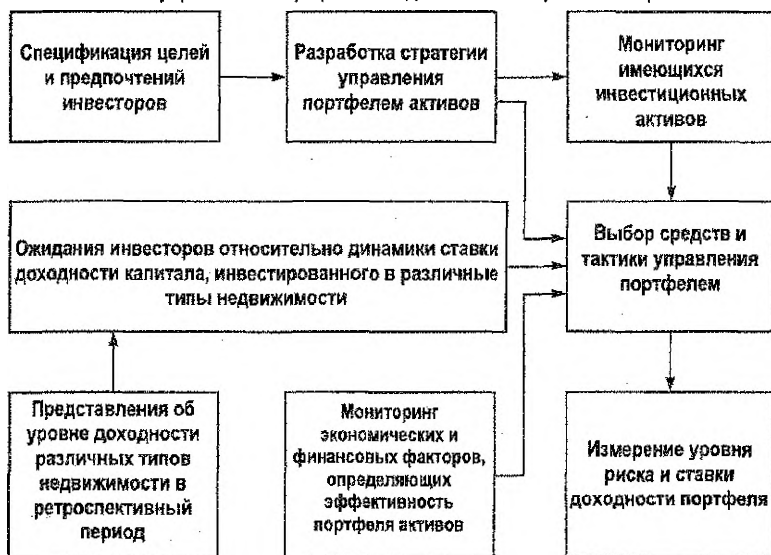 Спецификация целей
и предпочтений
инвесторов
Разработка стратегии
управления
портфелем активов
Мониторинг
имеющихся
инвестиционных
активов
Ожидания инвесторов относительно динамики ставки
доходности капитала, инвестированного в различные
типы недвижимости
Выбор средств и
тактики управления
портфелем
Представления об
уровне доходности
различных типов
недвижимости в
ретроспективный
период
Мониторинг
экономических и
финансовых факторов,
определяющих
эффективность
портфеля активов
Измерение уровня
риска и ставки
доходности портфеля